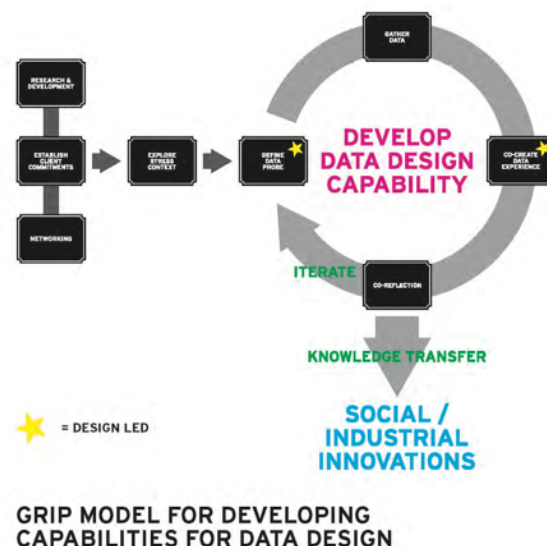 GATHER
DATA
RESEARCH &
DEVELOPMENT
ESTABLISH
CLIENT
COMMITMENTS
EXPLORE
STRESS
CONTEXT
DEFINE
DATA
PROBE
DEVELOP
DATA DESIGN
CAPABILITY
CO-CREATE
DATA
EXPERIENCE
NETWORKING
ITERATE
CO-REFLECTION
KNOWLEDGE TRANSFER
= DESIGN LED
SOCIAL /
INDUSTRIAL
INNOVATIONS
GRIP MODEL FOR DEVELOPING
CAPABILITIES FOR DATA DESIGN